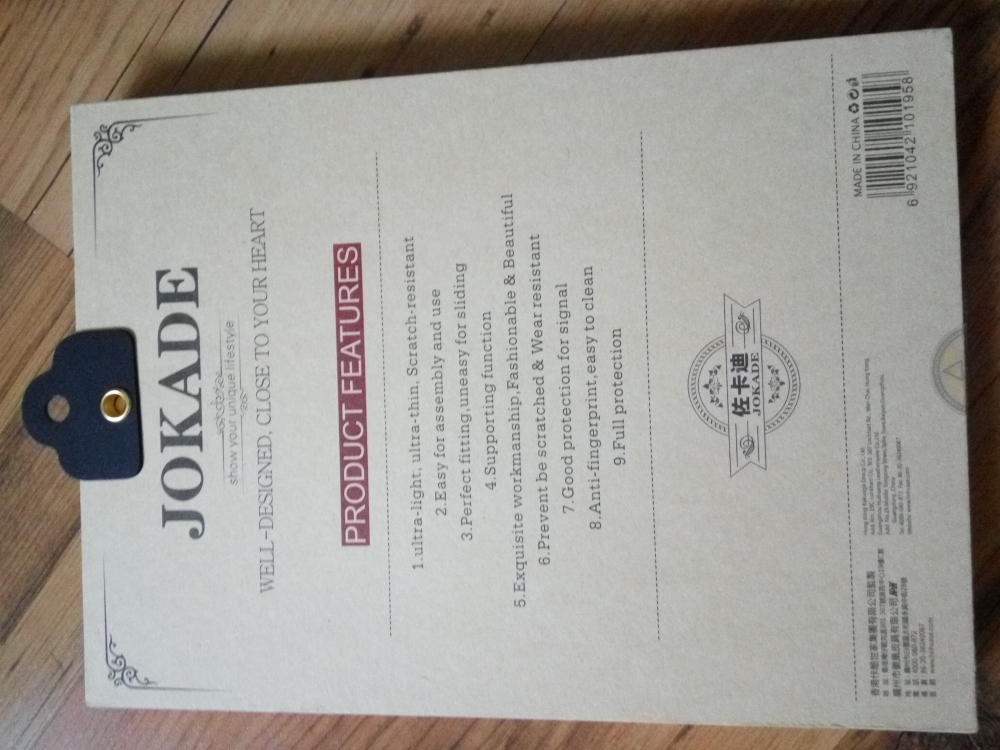 JOKADE
show your unique lifestyle
WELL-DESIGNED, CLOSE TO YOUR HEART
PRODUCT FEATURES
1.ultra-light, ultra-thin, Scratch-resistant
2.Easy for assembly and use
3.Perfect fitting,uneasy for sliding
4.Supporting function
5.Exquisite workmanship,Fashionable & Beautiful
6.Prevent be scratched & Wear resistant
7.Good protection for signal
8.Anti-fingerprint,easy to clean
9.Full protection
佐卡迪
JOKADE
MADE IN CHINA
6 921042 101958